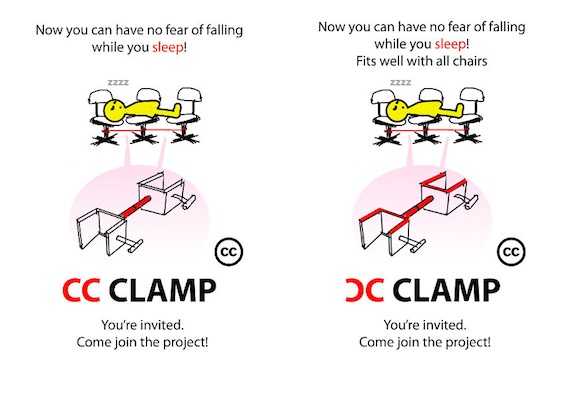 Now you can have no fear of falling
while you sleep!
zzzz
cc
CC CLAMP
You're invited.
Come join the project!
Now you can have no fear of falling
while you sleep!
Fits well with all chairs
zzzz
cc
ƆC CLAMP
You're invited.
Come join the project!